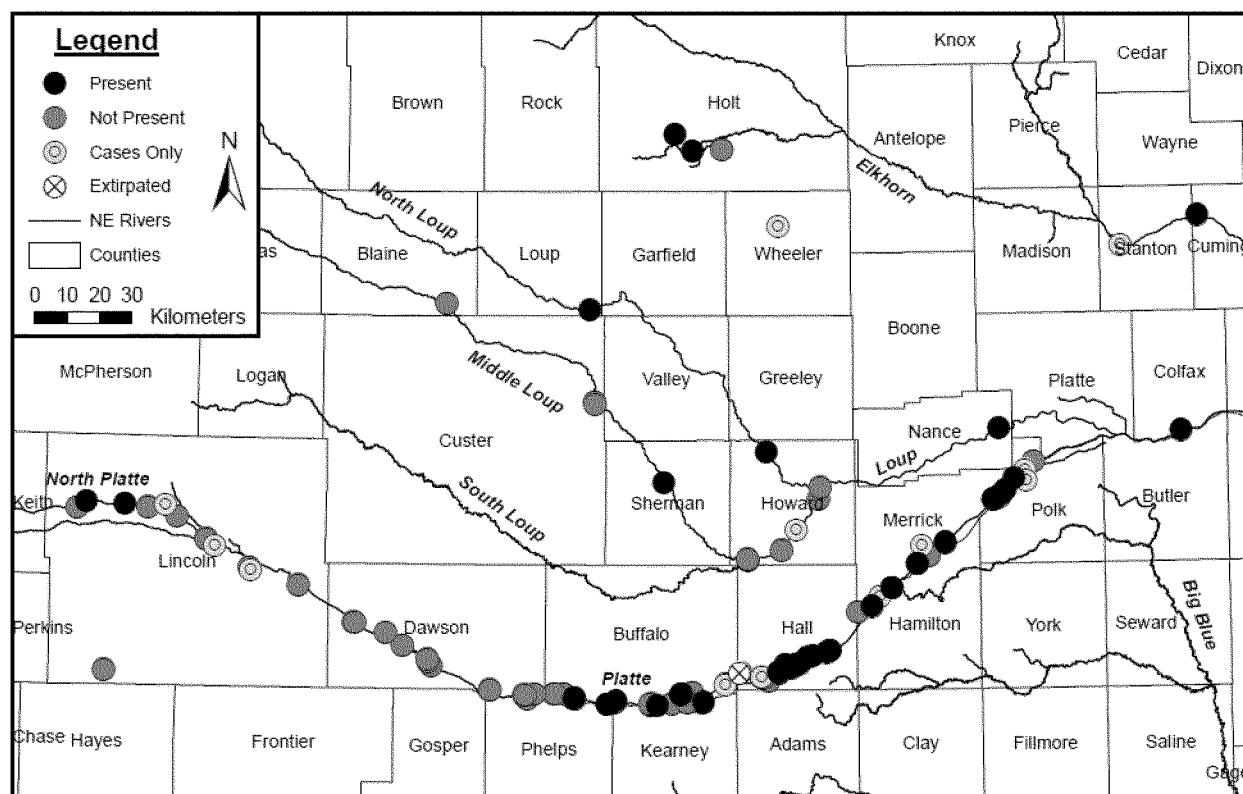 Legend
Present
Not Present
Cases Only
Extirpated
NE Rivers
Counties
0 10 20 30
Kilometers
N
Knox
Cedar
Dixon
Brown
Rock
Holt
Antelope
Pierce
Wayne
Elkhorn
North Loup
as
Blaine
Loup
Garfield
Wheeler
Madison
Stanton
Cuming
Boone
McPherson
Logan
Middle Loup
Valley
Greeley
Platte
Colfax
Custer
Nance
Loup
North Platte
Keith
South Loup
Sherman
Howard
Merrick
Polk
Butler
Lincoln
Perkins
Dawson
Buffalo
Hall
Hamilton
York
Seward
Big Blue
Platte
Chase
Hayes
Frontier
Gosper
Phelps
Kearney
Adams
Clay
Fillmore
Saline
Gage